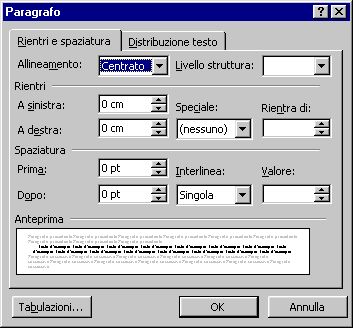 Paragrafo
Rientri e spaziatura Distribuzione testo
Allineamento: Centrato Livello struttura:
Rientri
A sinistra: 0 cm Speciale: Rientra di:
A destra: 0 cm (nessuno)
Spaziatura
Prima: 0 pt Interlinea: Valore:
Dopo: 0 pt Singola
Anteprima
Tabulazioni... OK Annulla